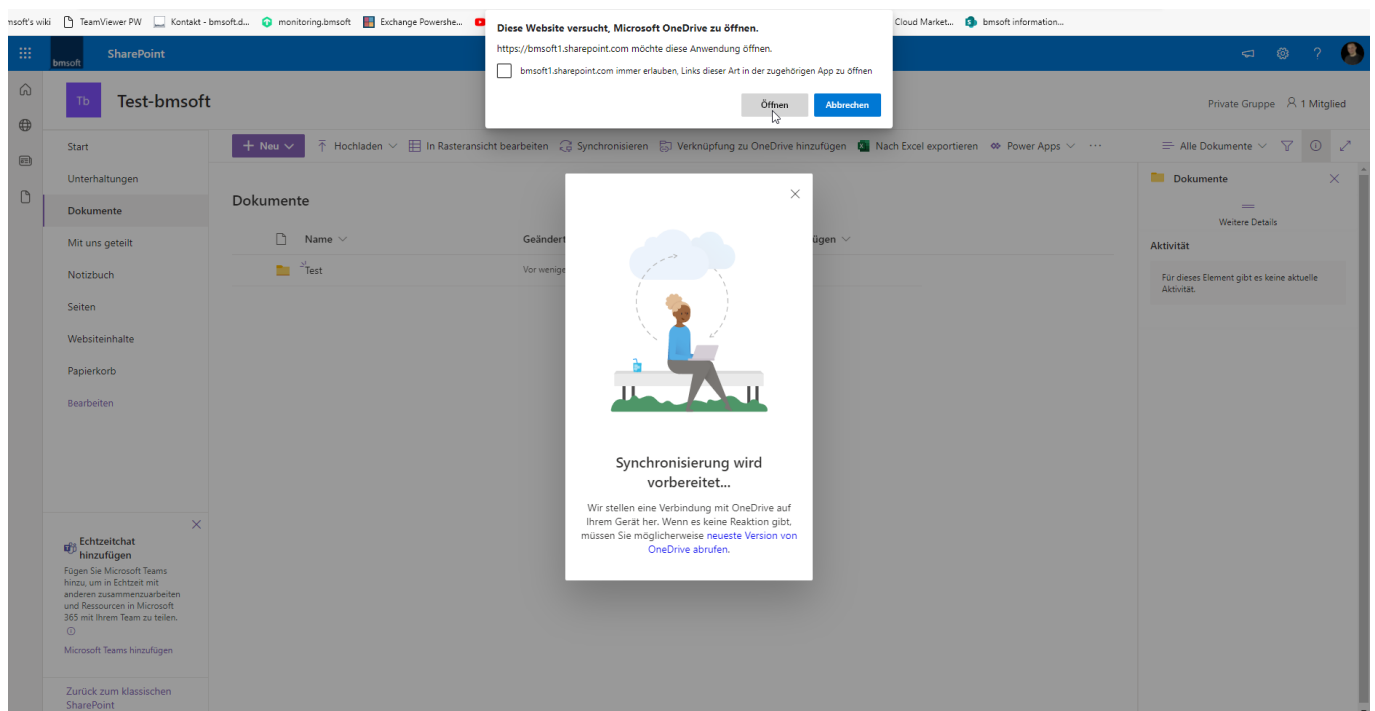 msoft's wiki TeamViewer PW Kontakt - bmsoft.d... monitoring.bmsoft Exchange Powershe... Cloud Market... bmsoft information...
Diese Website versucht, Microsoft OneDrive zu öffnen.
https://bmsoft1.sharepoint.com möchte diese Anwendung öffnen.
bmsoft1.sharepoint.com immer erlauben, Links dieser Art in der zugehörigen App zu öffnen
Öffnen Abbrechen
bmsoft SharePoint ?
Tb Test-bmsoft Private Gruppe 1 Mitglied
Neu Hochladen In Rasteransicht bearbeiten Synchronisieren Verknüpfung zu OneDrive hinzufügen Nach Excel exportieren Power Apps ... Alle Dokumente
Start
Unterhaltungen
Dokumente
Mit uns geteilt
Notizbuch
Seiten
Websiteinhalte
Papierkorb
Bearbeiten
Dokumente
Name Geändert ügen
Test Vor wenige
Synchronisierung wird
vorbereitet...
Wir stellen eine Verbindung mit OneDrive auf
Ihrem Gerät her. Wenn es keine Reaktion gibt,
müssen Sie möglicherweise neueste Version von
OneDrive abrufen.
Dokumente
Weitere Details
Aktivität
Für dieses Element gibt es keine aktuelle
Aktivität.
Echtzeitchat
hinzufügen
Fügen Sie Microsoft Teams
hinzu, um in Echtzeit mit
anderen zusammenzuarbeiten
und Ressourcen in Microsoft
365 mit Ihrem Team zu teilen.
Microsoft Teams hinzufügen
Zurück zum klassischen
SharePoint